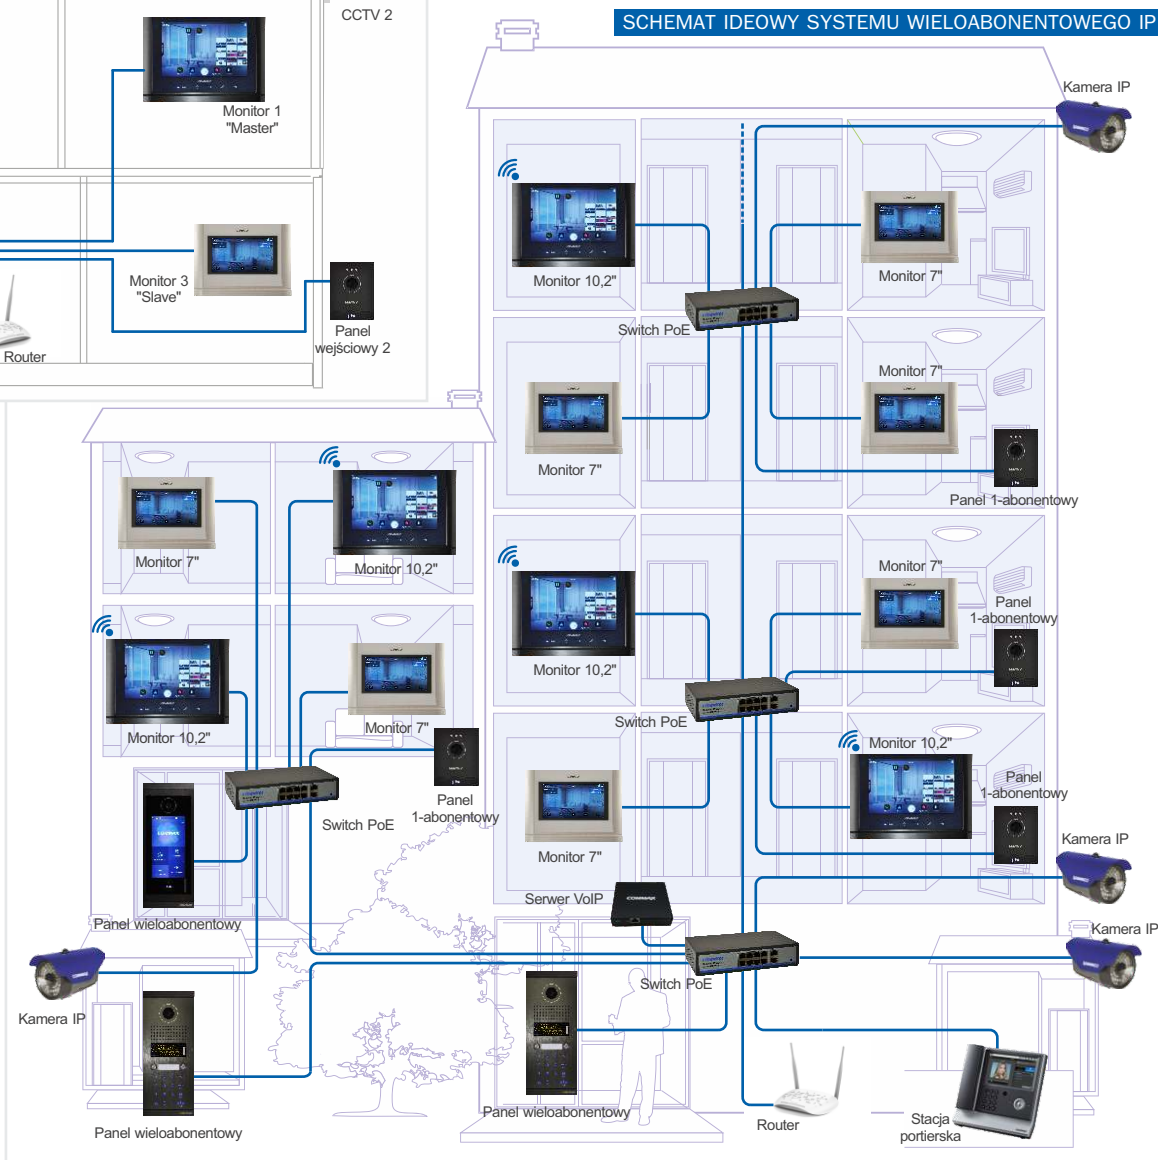 CCTV 2
SCHEMAT IDEOWY SYSTEMU WIELOABONENTOWEGO IP
Monitor 1
"Master"
Kamera IP
Monitor 10,2"
Monitor 7"
Monitor 3
"Slave"
Switch PoE
Panel
wejściowy 2
Router
Monitor 7"
Monitor 7"
Panel 1-abonentowy
Monitor 7"
Monitor 10,2"
Monitor 7"
Panel
1-abonentowy
Monitor 10,2"
Switch PoE
Monitor 10,2"
Monitor 7"
Monitor 10,2"
Panel
1-abonentowy
Panel
1-abonentowy
Switch PoE
Kamera IP
Monitor 7"
Serwer VoIP
COMMAX
Panel wieloabonentowy
Kamera IP
Switch PoE
Kamera IP
Panel wieloabonentowy
Router
Stacja
portierska
Panel wieloabonentowy